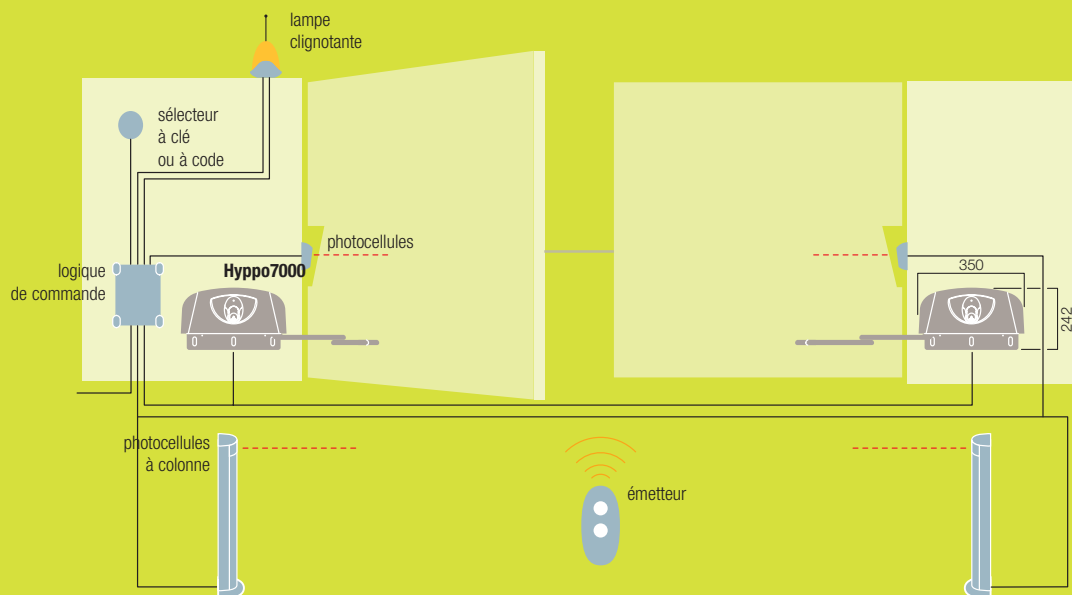 lampe
clignotante
sélecteur
à clé
ou à code
photocellules
logique
de commande
Hyppo7000
350
242
photocellules
à colonne
émetteur